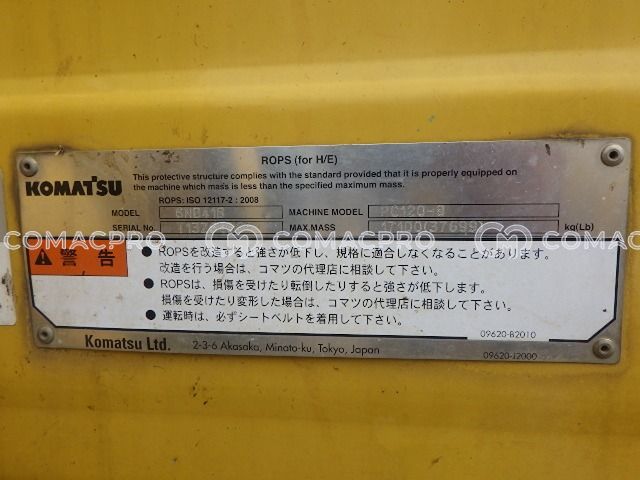 ROPS (for H/E)
This protective structure complies with the standard provided that it is properly equipped on
the machine which mass is less than the specified maximum mass.
KOMATSU
ROPS: ISO 12117-2 : 2008
MODEL MACHINE MODEL
SERIAL No. MAX MASS kg(Lb)
COMACPRO COMACPRO COMACPRO
警告
● ROPSを改造すると強さが低下し、規格に適合しなくなることがあります。
改造を行う場合は、コマツの代理店に相談して下さい。
● ROPSは、損傷を受けたり転倒したりすると強さが低下します。
損傷を受けたり変形した場合は、コマツの代理店に相談して下さい。
● 運転時は、必ずシートベルトを着用して下さい。
09620-B2010
Komatsu Ltd. 2-3-6 Akasaka, Minato-ku, Tokyo, Japan
09620-J2000